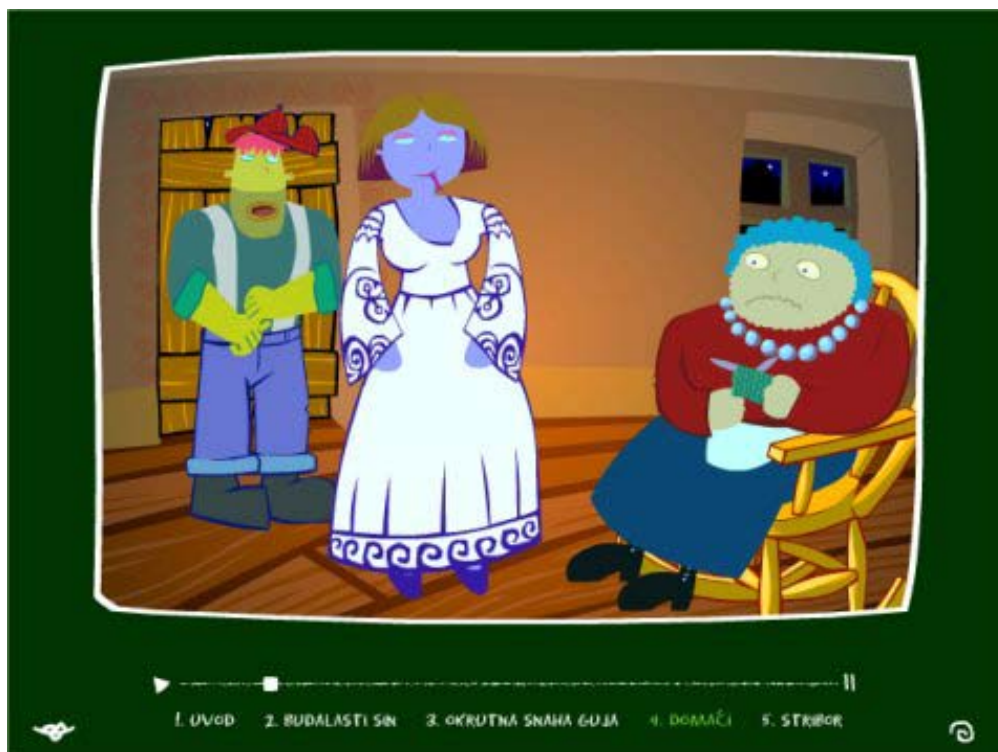 1. UVOD 2. BUDALASTI SIN 3. OKRUTNA SNAHA GUJA 4. DOMAĆI 5. STRIBOR